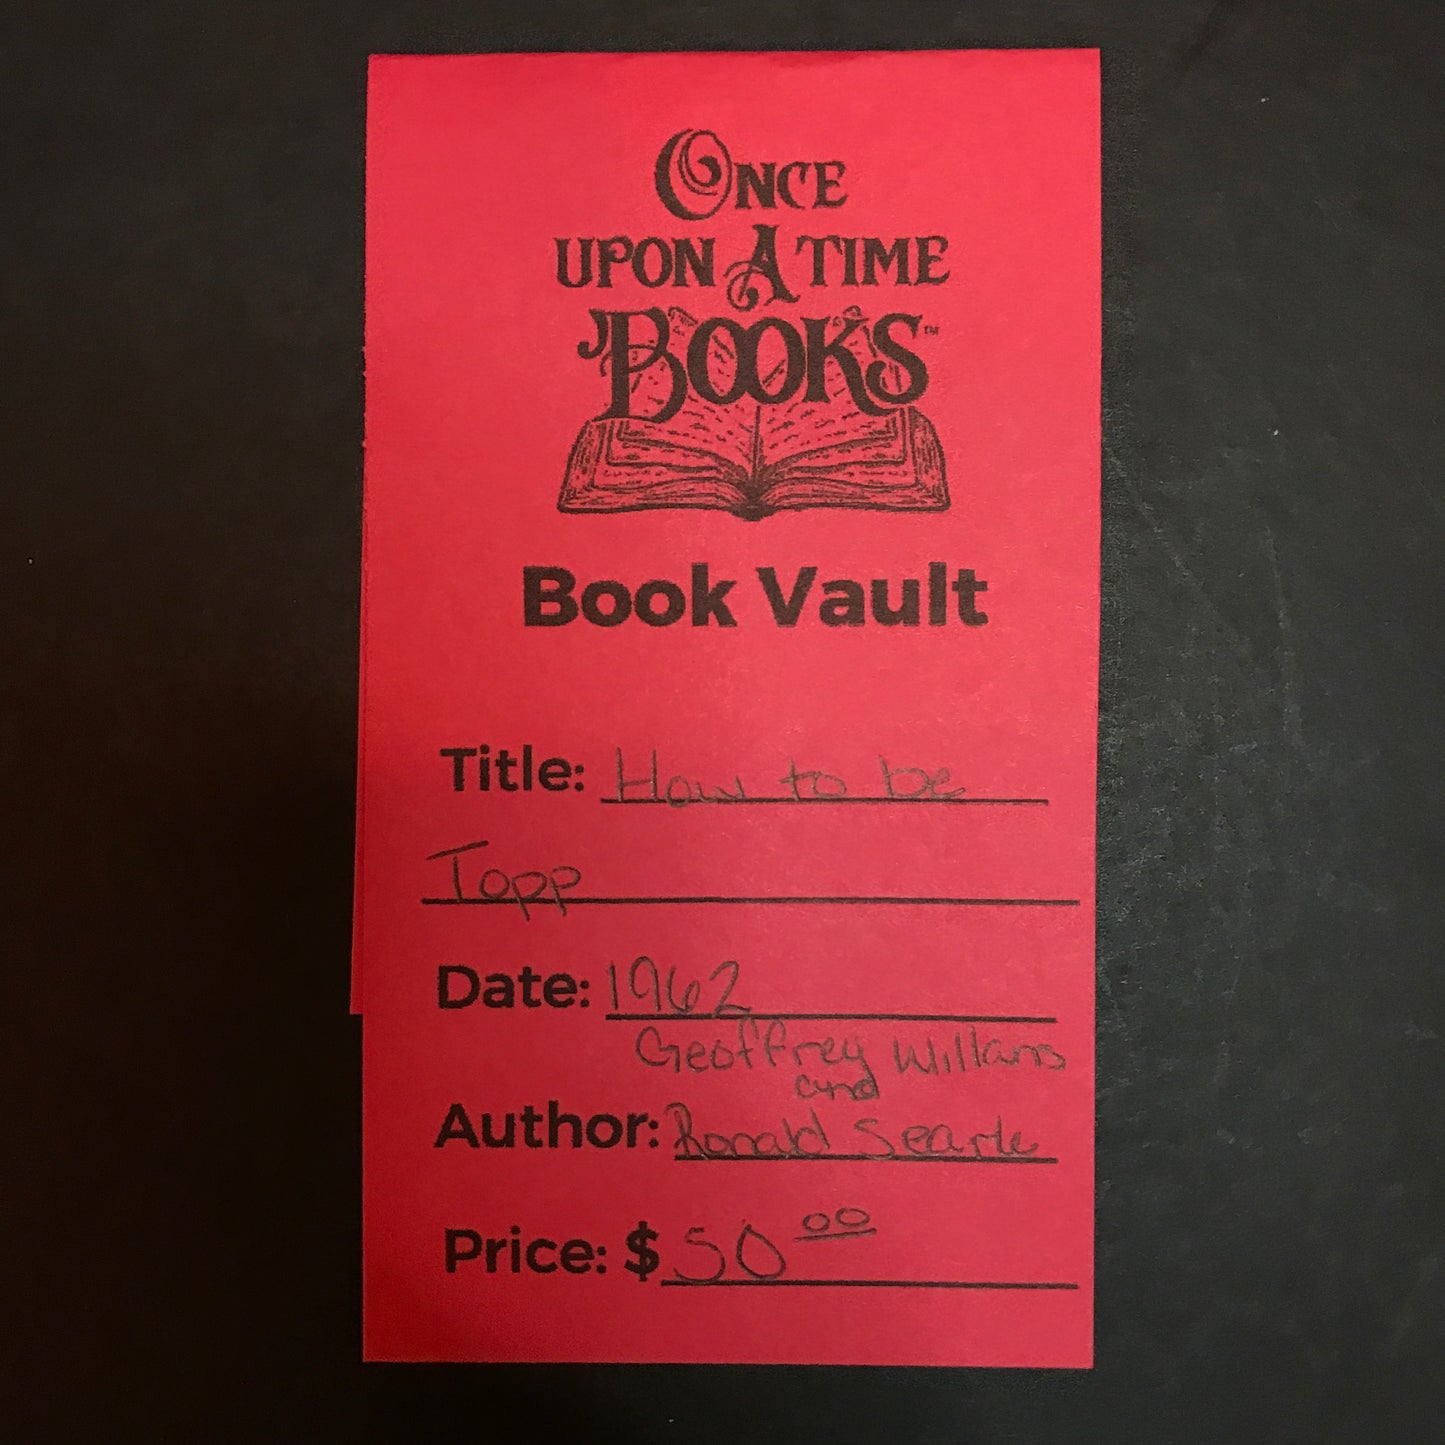 ONCE
UPON A TIME
BOOKS™
Book Vault
Title: How to be
Topp
Date: 1962
Geoffrey Willans
and
Author: Ronald Searle
Price: $50.00